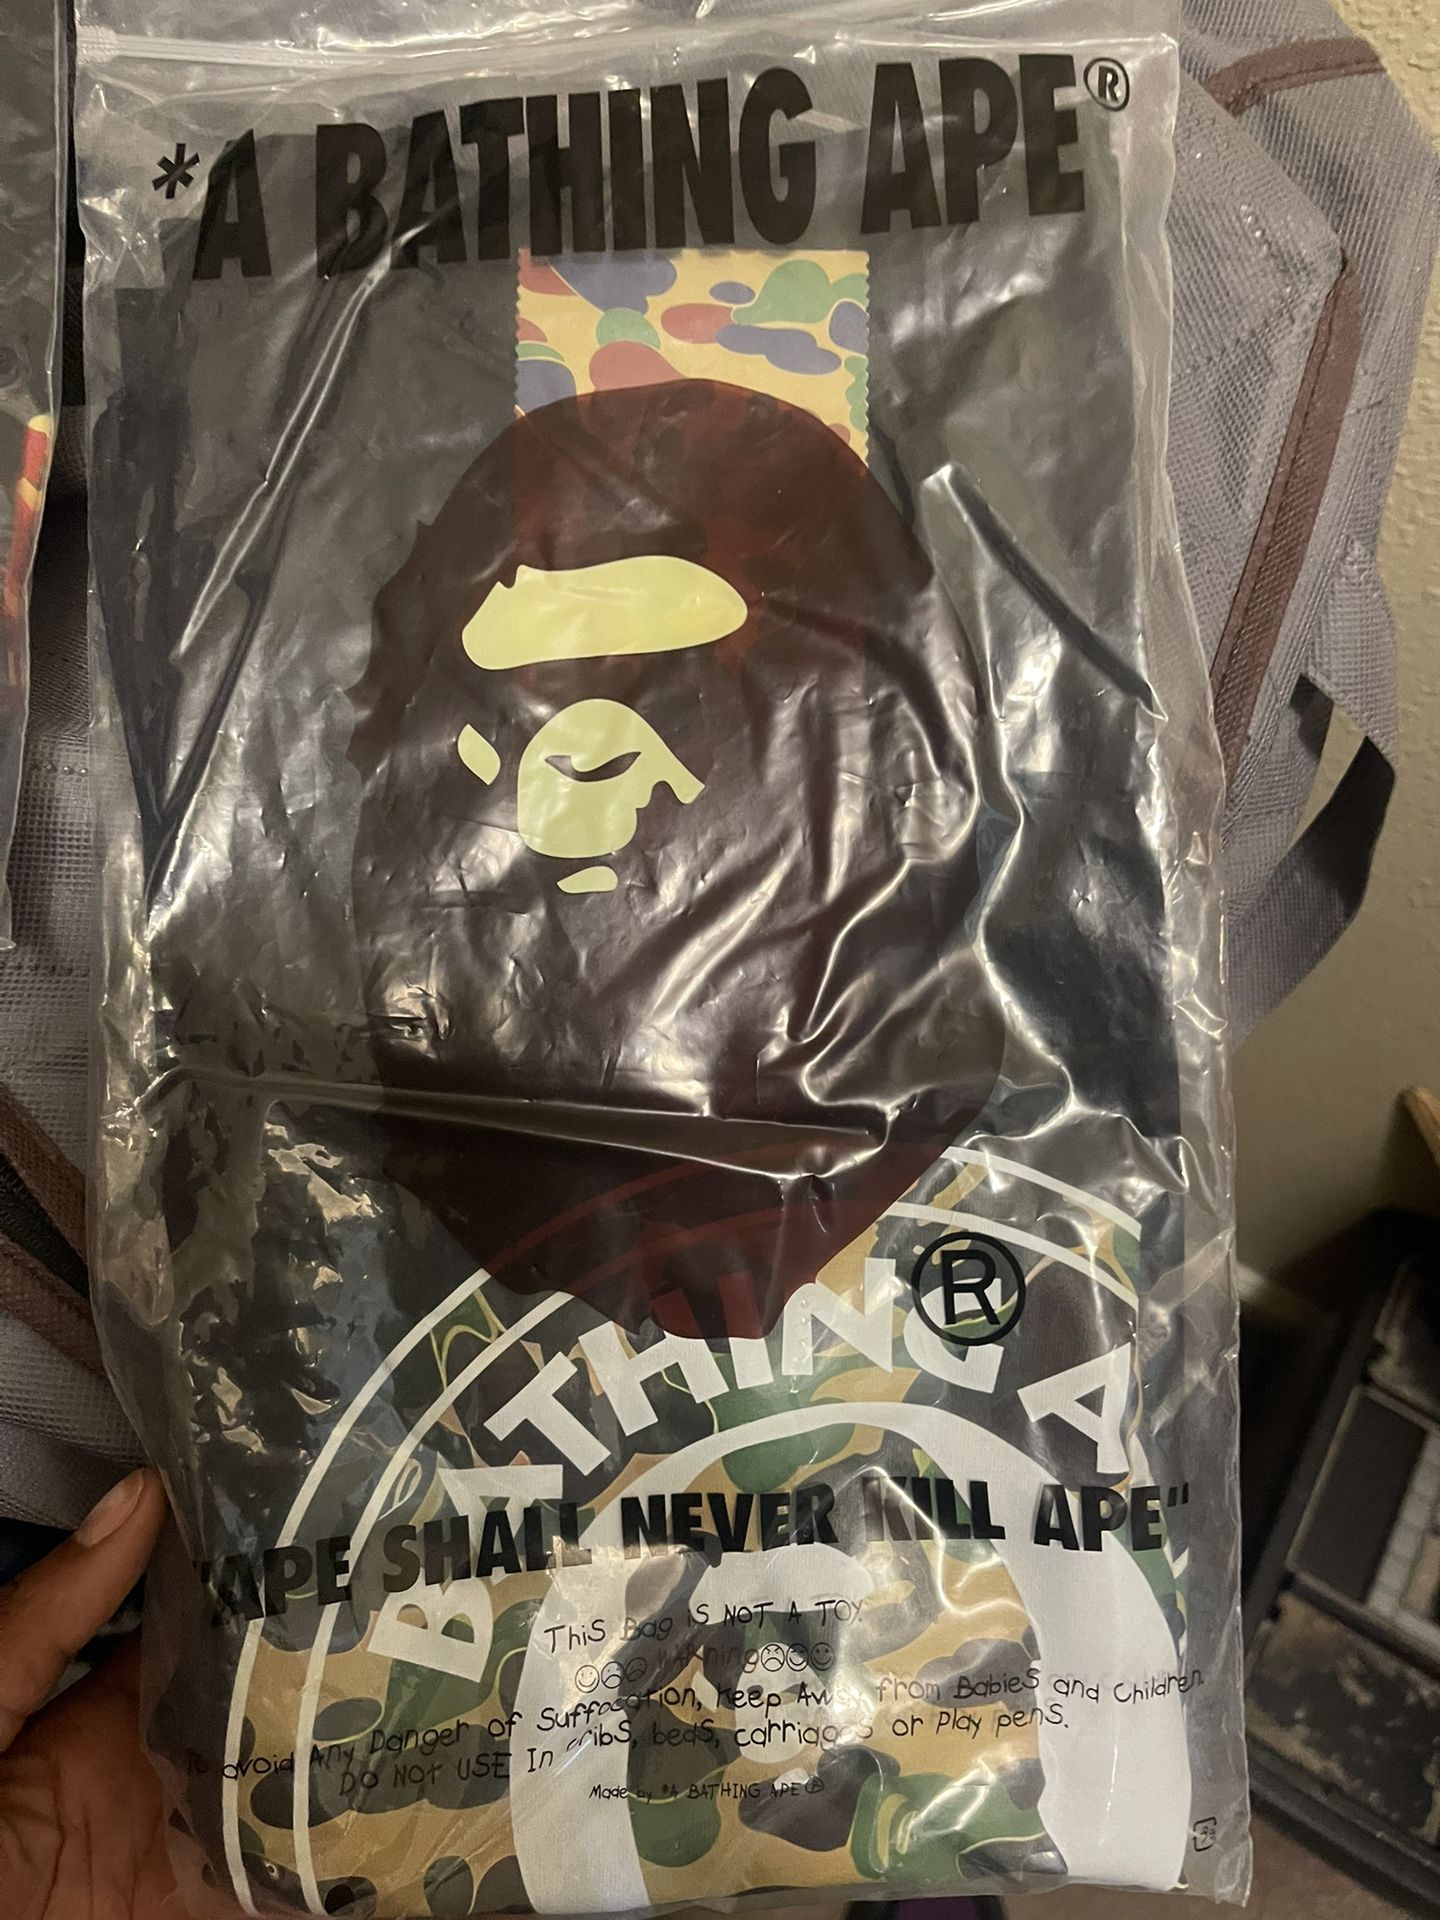 *A BATHING APE®
®
BATHING A
"APE SHALL NEVER KILL APE"
This Bag iS NOT A TOY.
warning
To avoid Any Danger of Suffocation, Keep Away from BabieS and Children.
DO NOt USE In cribS, bedS, carriageS or Play penS.
Made by *A BATHING APE®